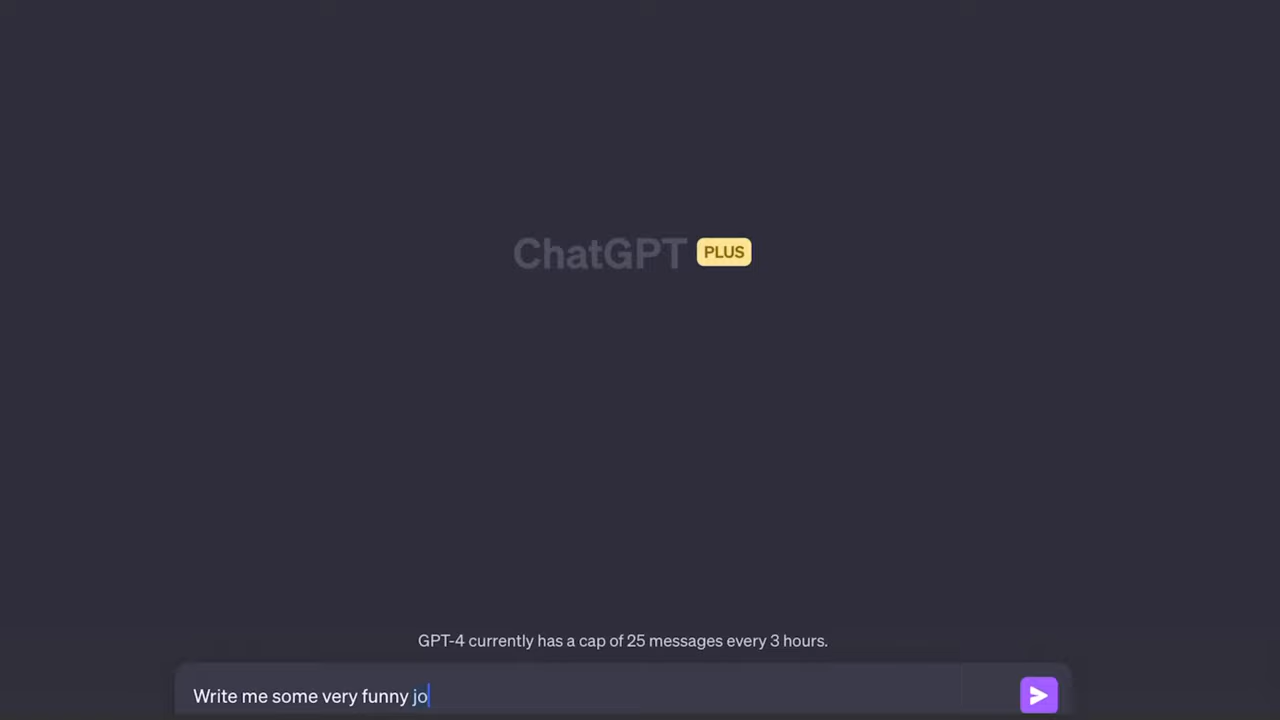 ChatGPT PLUS
GPT-4 currently has a cap of 25 messages every 3 hours.
Write me some very funny jo